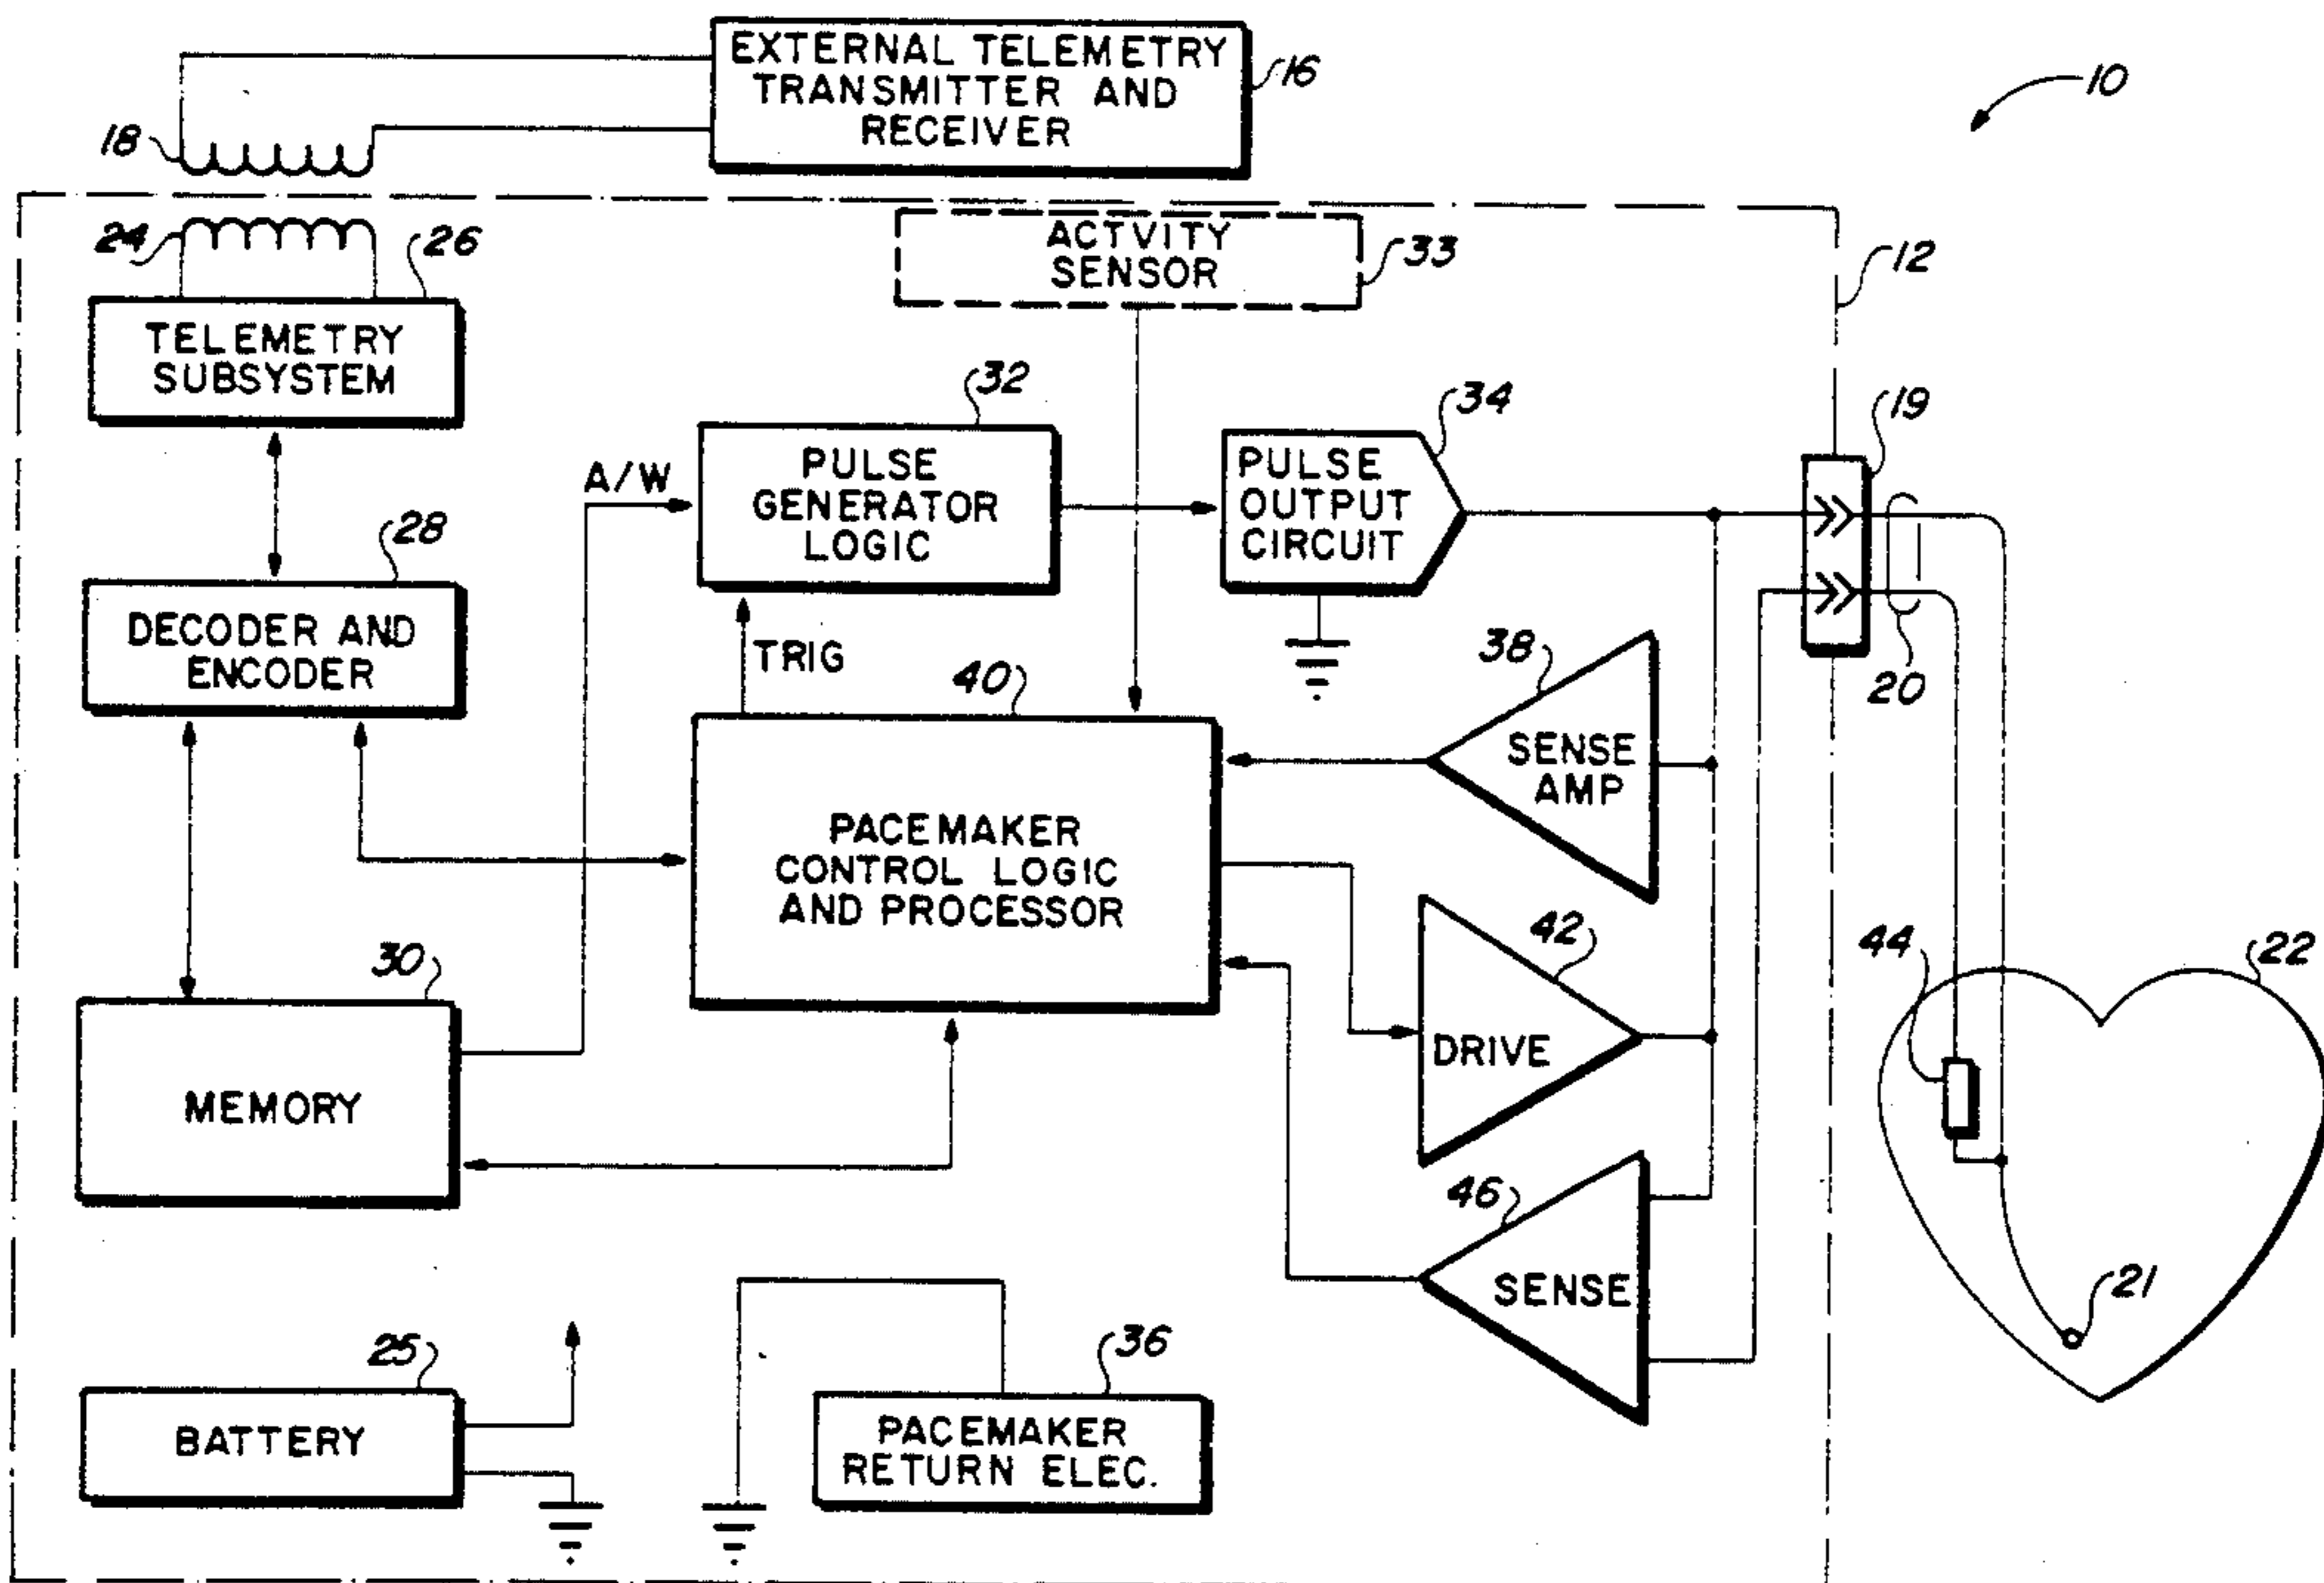 EXTERNAL TELEMETRY
TRANSMITTER AND
RECEIVER
16
10
18
24
26
ACTVITY
SENSOR
33
12
TELEMETRY
SUBSYSTEM
32
34
19
A/W
PULSE
GENERATOR
LOGIC
PULSE
OUTPUT
CIRCUIT
28
DECODER AND
ENCODER
TRIG
40
38
20
SENSE
AMP
PACEMAKER
CONTROL LOGIC
AND PROCESSOR
30
42
44
22
MEMORY
DRIVE
46
SENSE
21
25
36
BATTERY
PACEMAKER
RETURN ELEC.